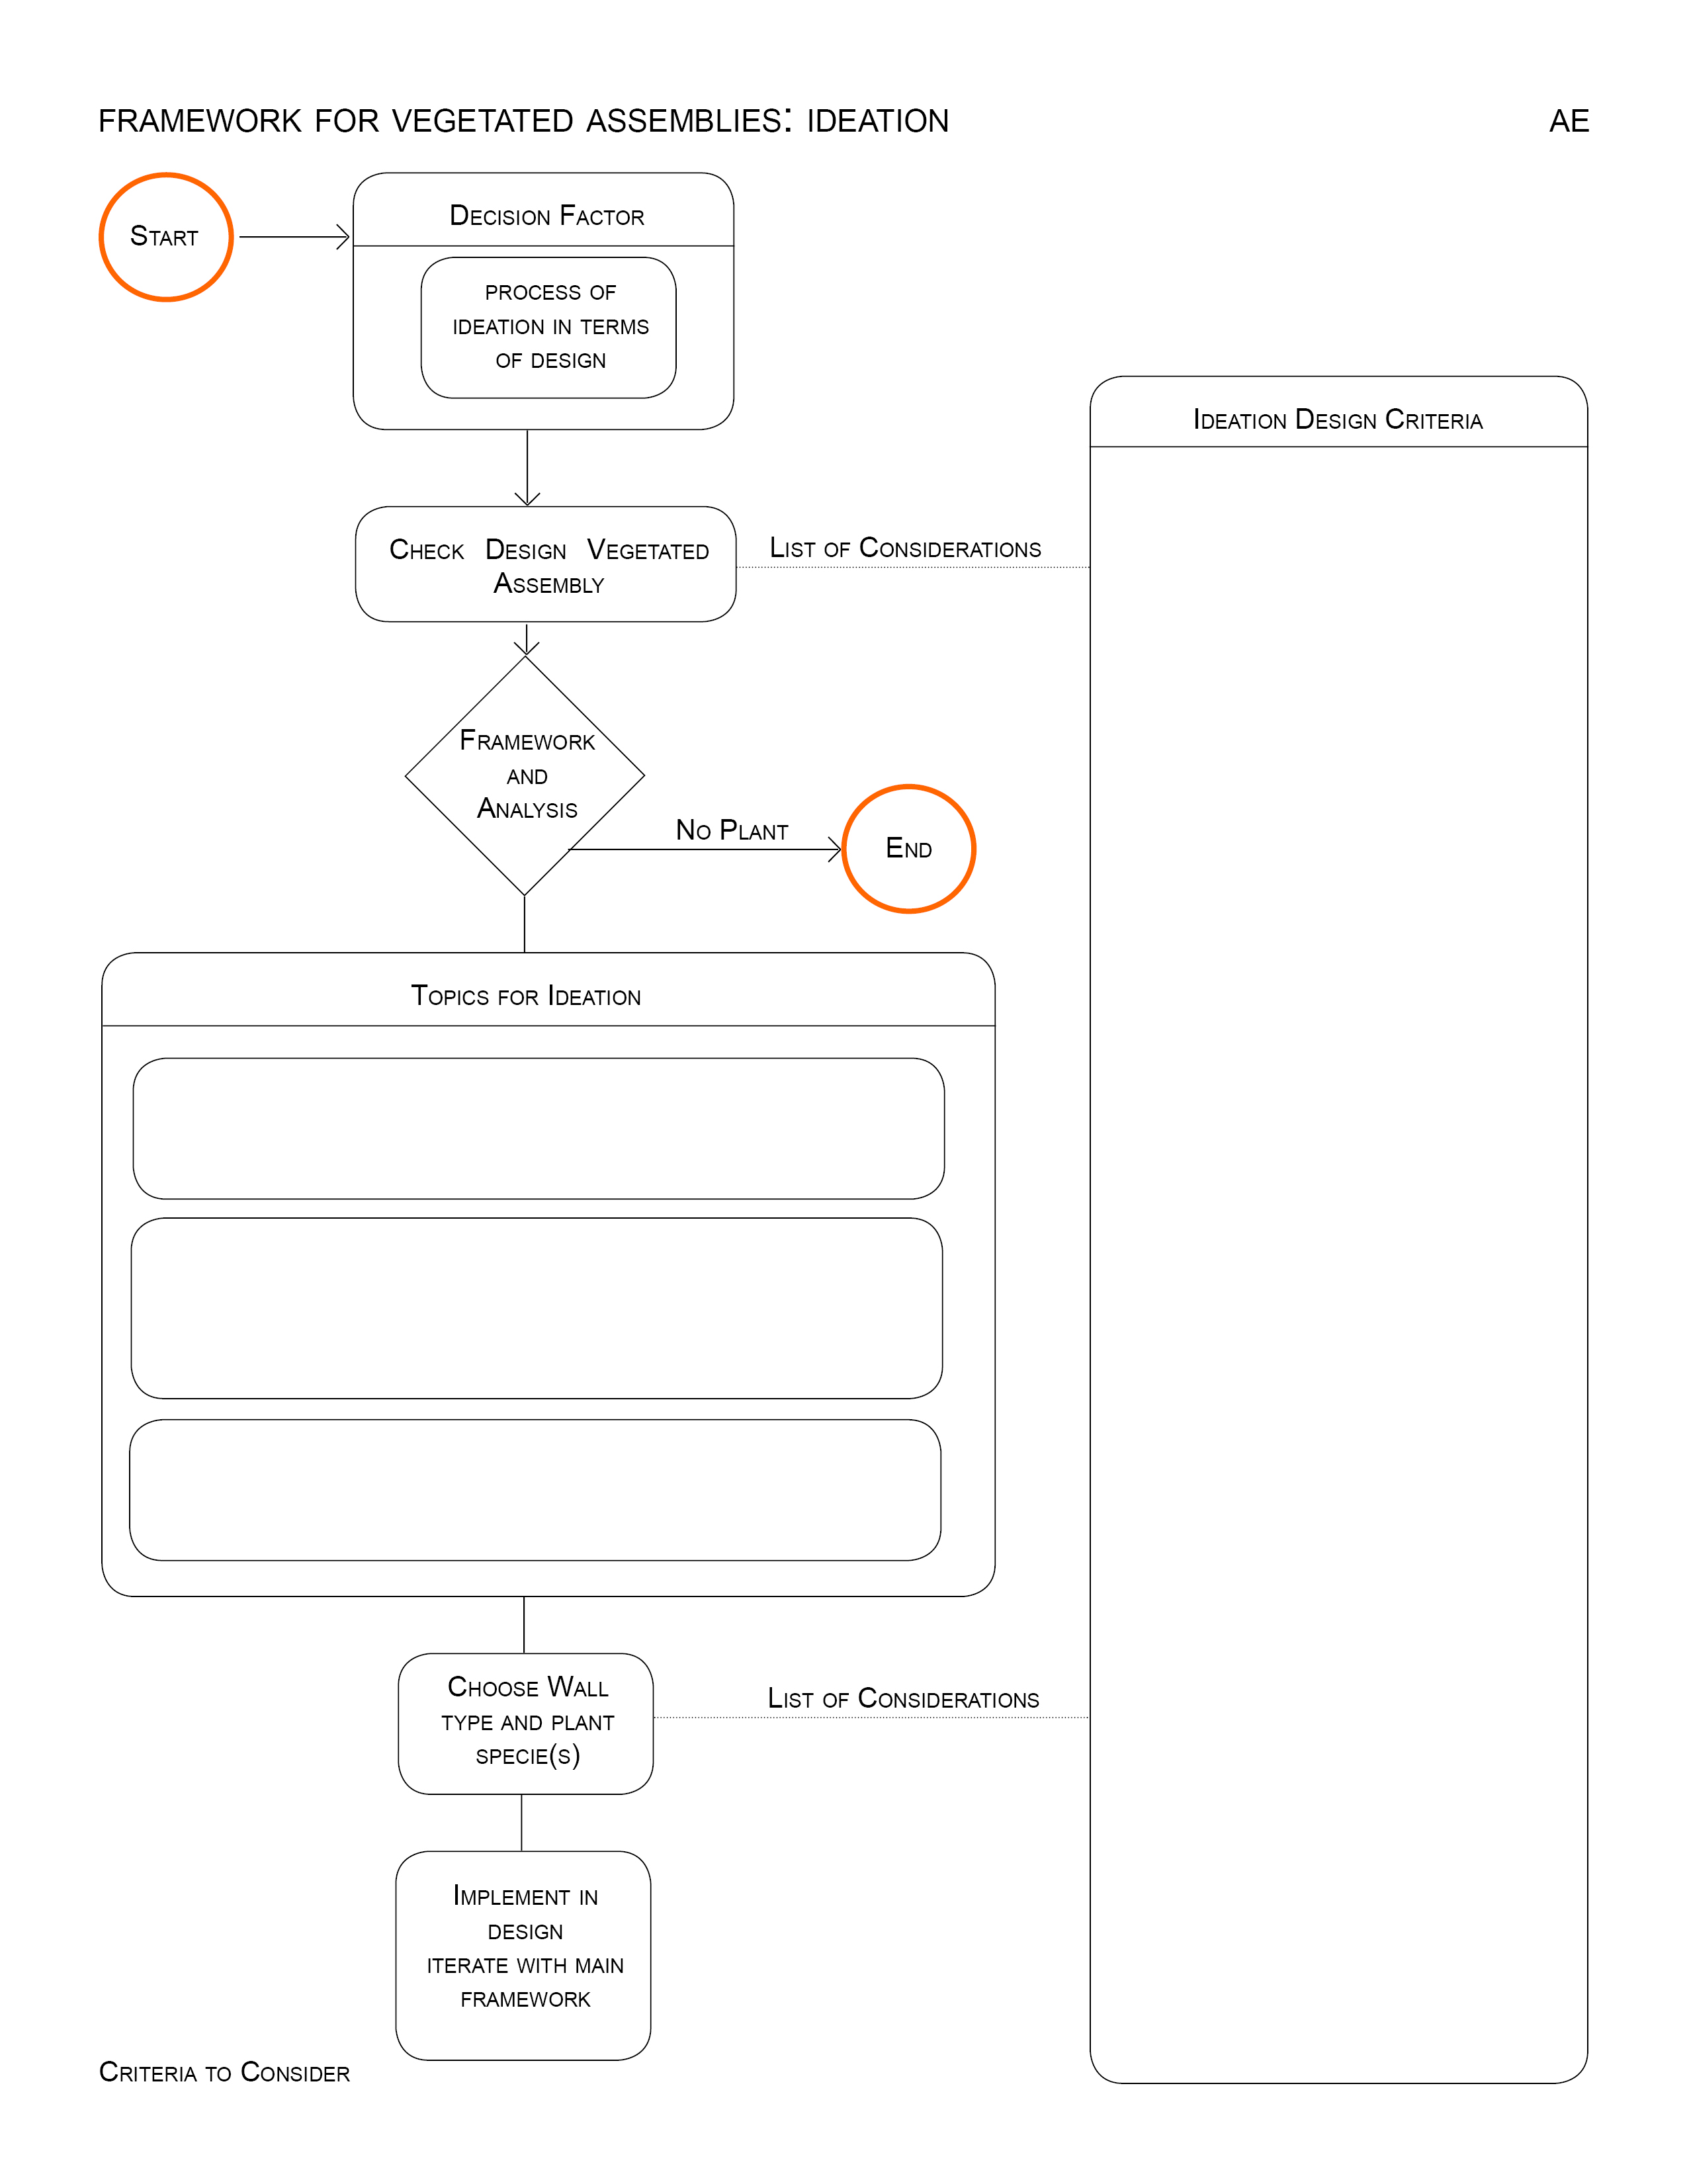 FRAMEWORK FOR VEGETATED ASSEMBLIES: IDEATION
AE
START
DECISION FACTOR
PROCESS OF
IDEATION IN TERMS
OF DESIGN
IDEATION DESIGN CRITERIA
CHECK DESIGN VEGETATED
ASSEMBLY
LIST OF CONSIDERATIONS
FRAMEWORK
AND
ANALYSIS
NO PLANT
END
TOPICS FOR IDEATION
CHOOSE WALL
TYPE AND PLANT
SPECIE(S)
LIST OF CONSIDERATIONS
IMPLEMENT IN
DESIGN
ITERATE WITH MAIN
FRAMEWORK
CRITERIA TO CONSIDER